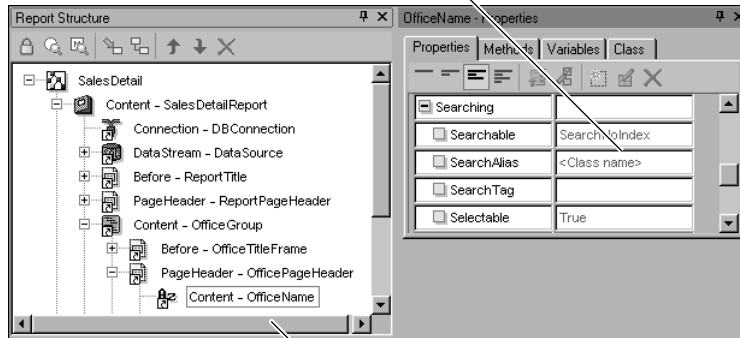 Report Structure
SalesDetail
Content – SalesDetailReport
Connection – DBConnection
DataStream – DataSource
Before – ReportTitle
PageHeader – ReportPageHeader
Content – OfficeGroup
Before – OfficeTitleFrame
PageHeader – OfficePageHeader
Content – OfficeName
OfficeName - Properties
Properties Methods Variables Class
Searching
Searchable
SearchAlias <Class name>
SearchTag
Selectable True